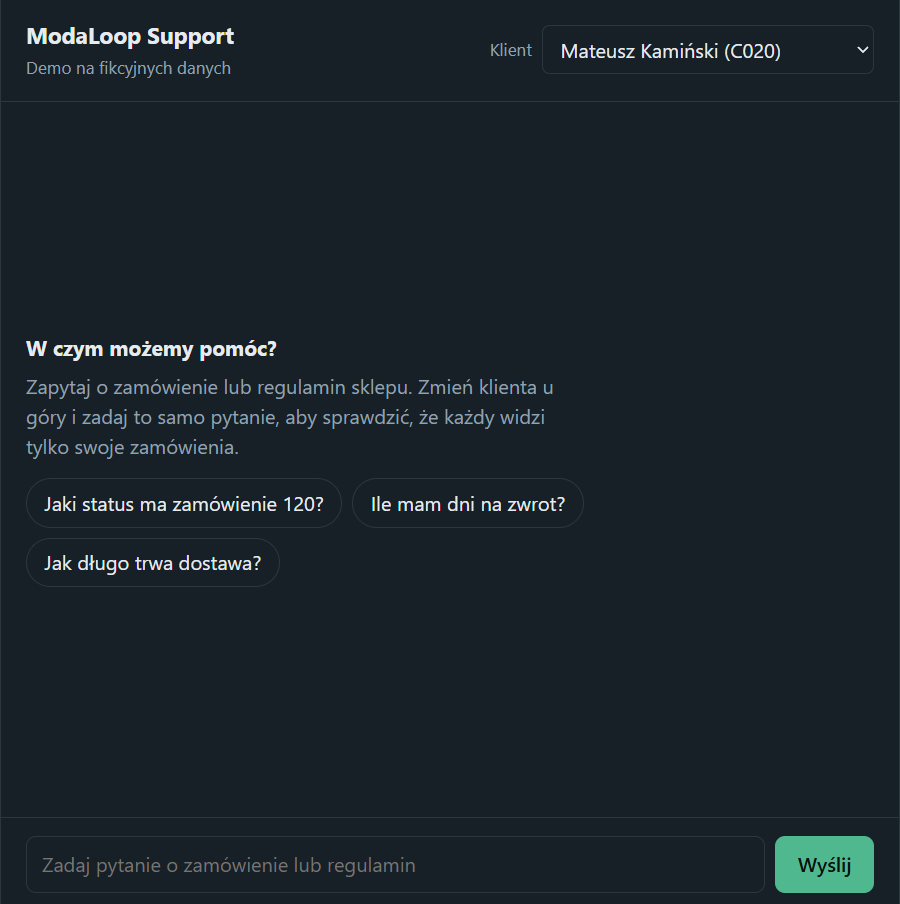 ModaLoop Support
Demo na fikcyjnych danych
Klient
Mateusz Kamiński (C020)
W czym możemy pomóc?
Zapytaj o zamówienie lub regulamin sklepu. Zmień klienta u
góry i zadaj to samo pytanie, aby sprawdzić, że każdy widzi
tylko swoje zamówienia.
Jaki status ma zamówienie 120?
Ile mam dni na zwrot?
Jak długo trwa dostawa?
Zadaj pytanie o zamówienie lub regulamin
Wyślij